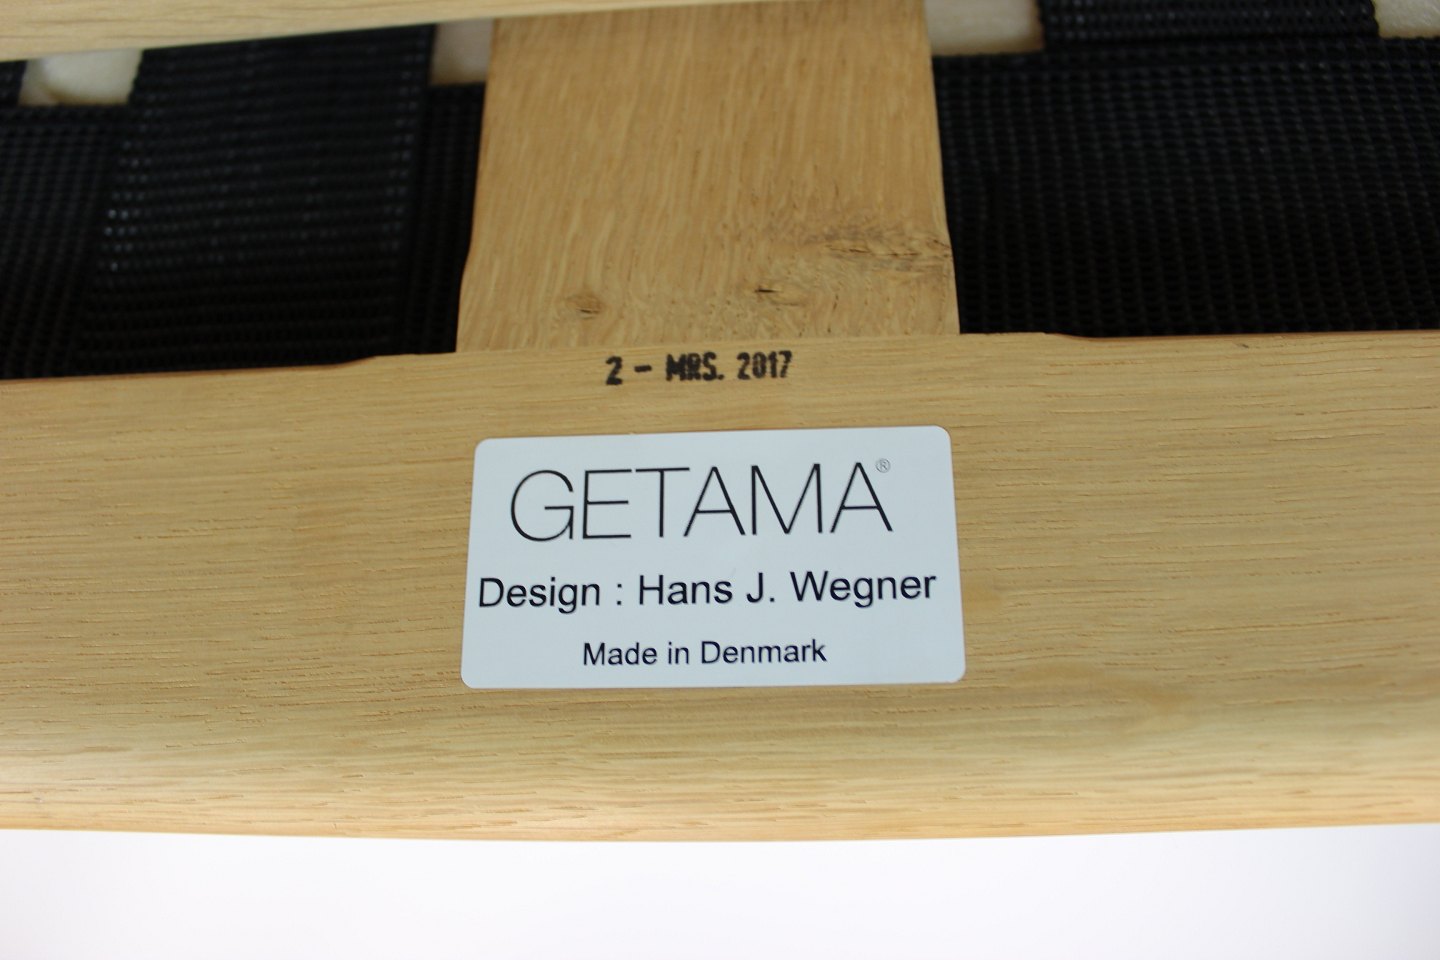 2 - MRS. 2017
GETAMA®
Design : Hans J. Wegner
Made in Denmark